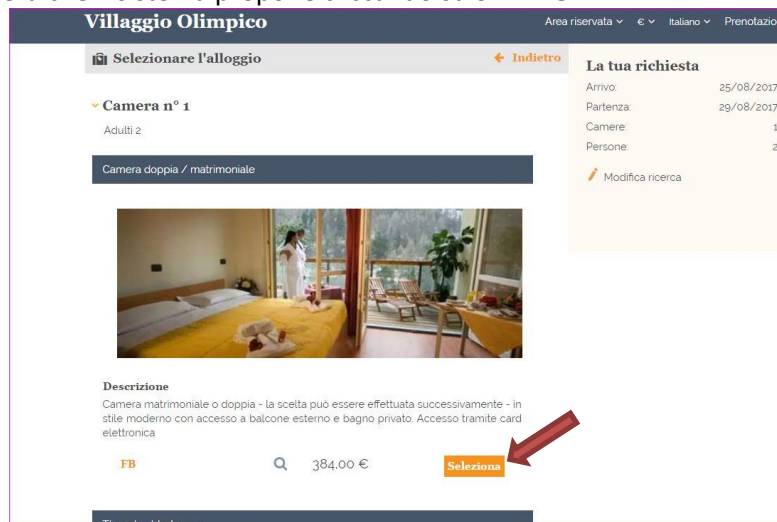 Villaggio Olimpico
Area riservata € Italiano Prenotazio
Selezionare l'alloggio
Indietro
Camera n° 1
Adulti 2
Camera doppia / matrimoniale
Descrizione
Camera matrimoniale o doppia - la scelta può essere effettuata successivamente - in
stile moderno con accesso a balcone esterno e bagno privato. Accesso tramite card
elettronica
FB 384,00 € Seleziona
La tua richiesta
Arrivo: 25/08/2017
Partenza: 29/08/2017
Camere: 1
Persone: 2
Modifica ricerca